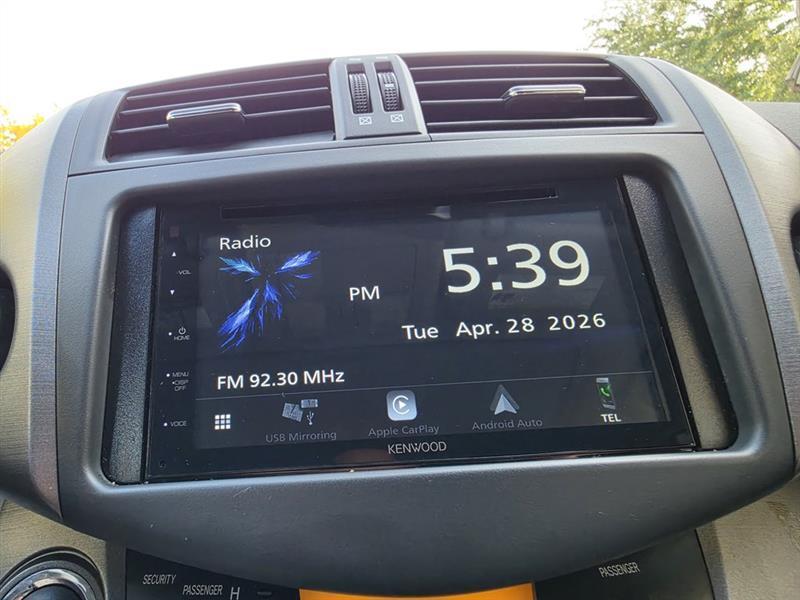 Radio
PM 5:39
Tue Apr. 28 2026
FM 92.30 MHz
VOL
HOME
MENU
DISP
OFF
VOICE
USB Mirroring
Apple CarPlay
Android Auto
TEL
KENWOOD
SECURITY
PASSENGER
H
PASSENGER